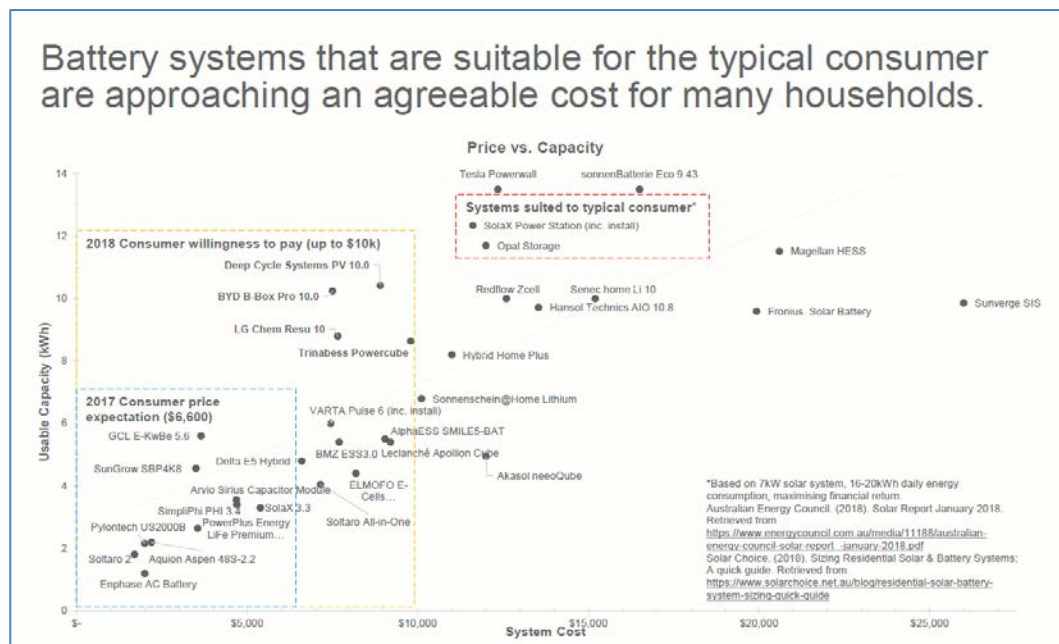 Battery systems that are suitable for the typical consumer
are approaching an agreeable cost for many households.
Price vs. Capacity
Usable Capacity (kWh)
14
12
10
8
6
4
2
0
Tesla Powerwall
sonnenBatterie Eco 9.43
Systems suited to typical consumer*
SolaX Power Station (inc. install)
Opal Storage
Magellan HESS
2018 Consumer willingness to pay (up to $10k)
Deep Cycle Systems PV 10.0
BYD B-Box Pro 10.0
Redflow Zcell
Senec home Li 10
Hansol Technics AIO 10.8
Fronius Solar Battery
Sunverge SIS
LG Chem Resu 10
Trinabess Powercube
Hybrid Home Plus
2017 Consumer price
expectation ($6,600)
Sonnenschein@Home Lithium
VARTA Pulse 6 (inc. install)
GCL E-KwBe 5.6
AlphaESS SMILE5-BAT
BMZ ESS3.0
Leclanché Apollion Cube
SunGrow SBP4K8
Delta E5 Hybrid
Akasol neeoQube
ELMOFO E-
Cells...
Arvio Sirius Capacitor Module
SimpliPhi PHI 3.4
SolaX 3.3
Soltaro All-in-One
PowerPlus Energy
LiFe Premium...
Pylontech US2000B
Soltaro 2
Aquion Aspen 48S-2.2
Enphase AC Battery
*Based on 7kW solar system, 16-20kWh daily energy
consumption, maximising financial return.
Australian Energy Council. (2018). Solar Report January 2018.
Retrieved from
https://www.energycouncil.com.au/media/11188/australian-
energy-council-solar-report_-january-2018.pdf
Solar Choice. (2018). Sizing Residential Solar & Battery Systems:
A quick guide. Retrieved from
https://www.solarchoice.net.au/blog/residential-solar-battery-
system-sizing-quick-guide
$-
$5,000
$10,000
$15,000
$20,000
$25,000
System Cost